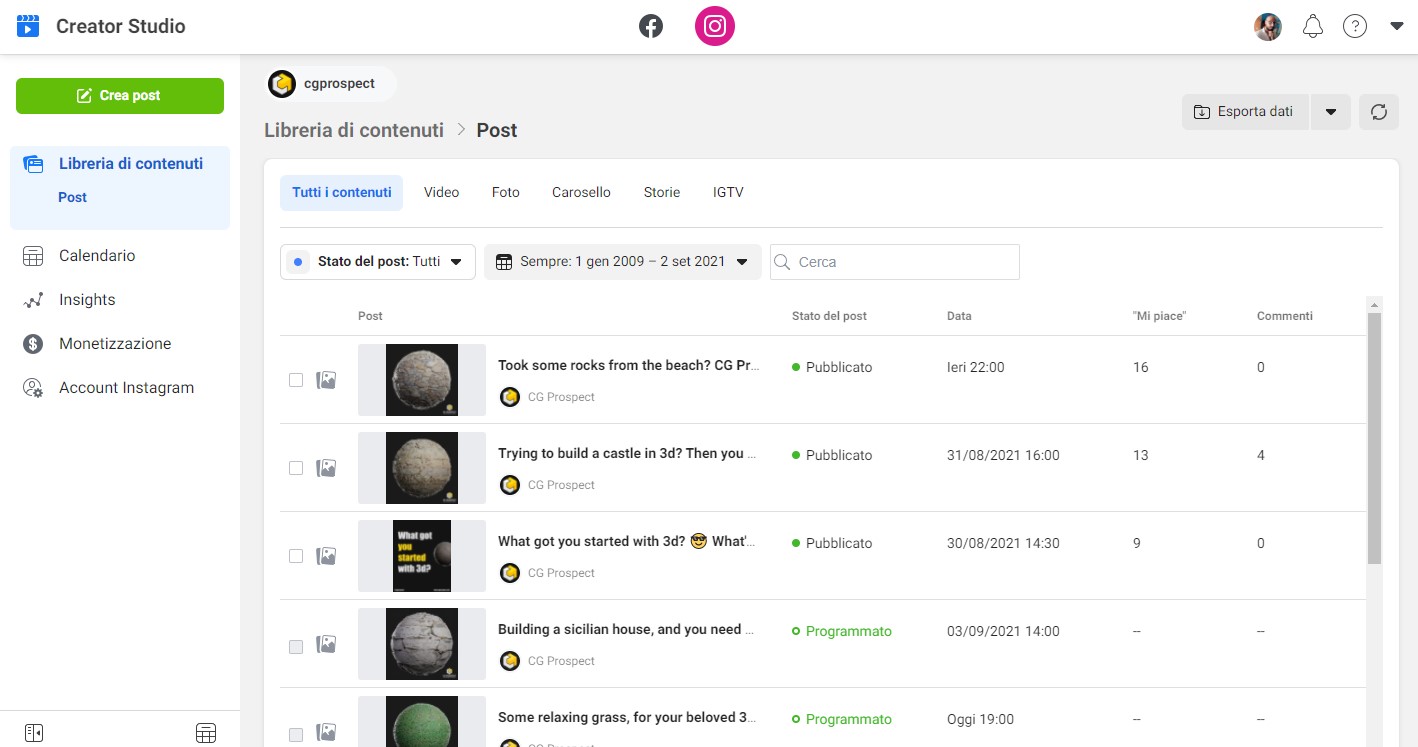 Creator Studio
Crea post
Libreria di contenuti
Post
Calendario
Insights
Monetizzazione
Account Instagram
cgprospect
Libreria di contenuti > Post
Esporta dati
Tutti i contenuti Video Foto Carosello Storie IGTV
Stato del post: Tutti Sempre: 1 gen 2009 – 2 set 2021 Cerca
Post Stato del post Data "Mi piace" Commenti
Took some rocks from the beach? CG Pr... Pubblicato Ieri 22:00 16 0
CG Prospect
Trying to build a castle in 3d? Then you ... Pubblicato 31/08/2021 16:00 13 4
CG Prospect
What got
you
started
with 3d?
What got you started with 3d? 😎 What'... Pubblicato 30/08/2021 14:30 9 0
CG Prospect
Building a sicilian house, and you need ... Programmato 03/09/2021 14:00 -- --
CG Prospect
Some relaxing grass, for your beloved 3... Programmato Oggi 19:00 -- --
CG Prospect